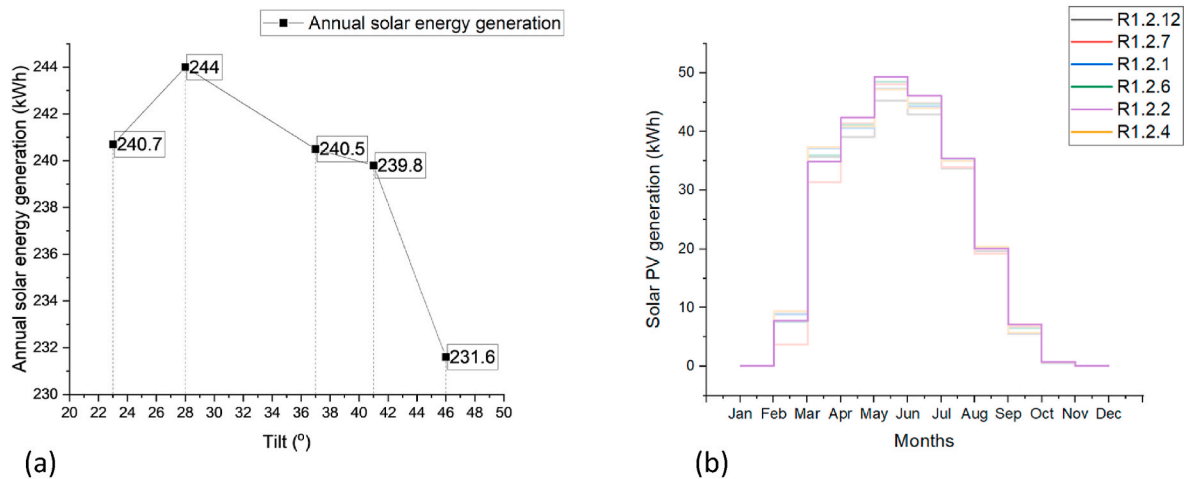 Annual solar energy generation
Annual solar energy generation (kWh)
244
242
240
238
236
234
232
230
240.7
244
240.5
239.8
231.6
20 22 24 26 28 30 32 34 36 38 40 42 44 46 48 50
Tilt (°)
(a)
R1.2.12
R1.2.7
R1.2.1
R1.2.6
R1.2.2
R1.2.4
Solar PV generation (kWh)
50
40
30
20
10
0
Jan Feb Mar Apr May Jun Jul Aug Sep Oct Nov Dec
Months
(b)